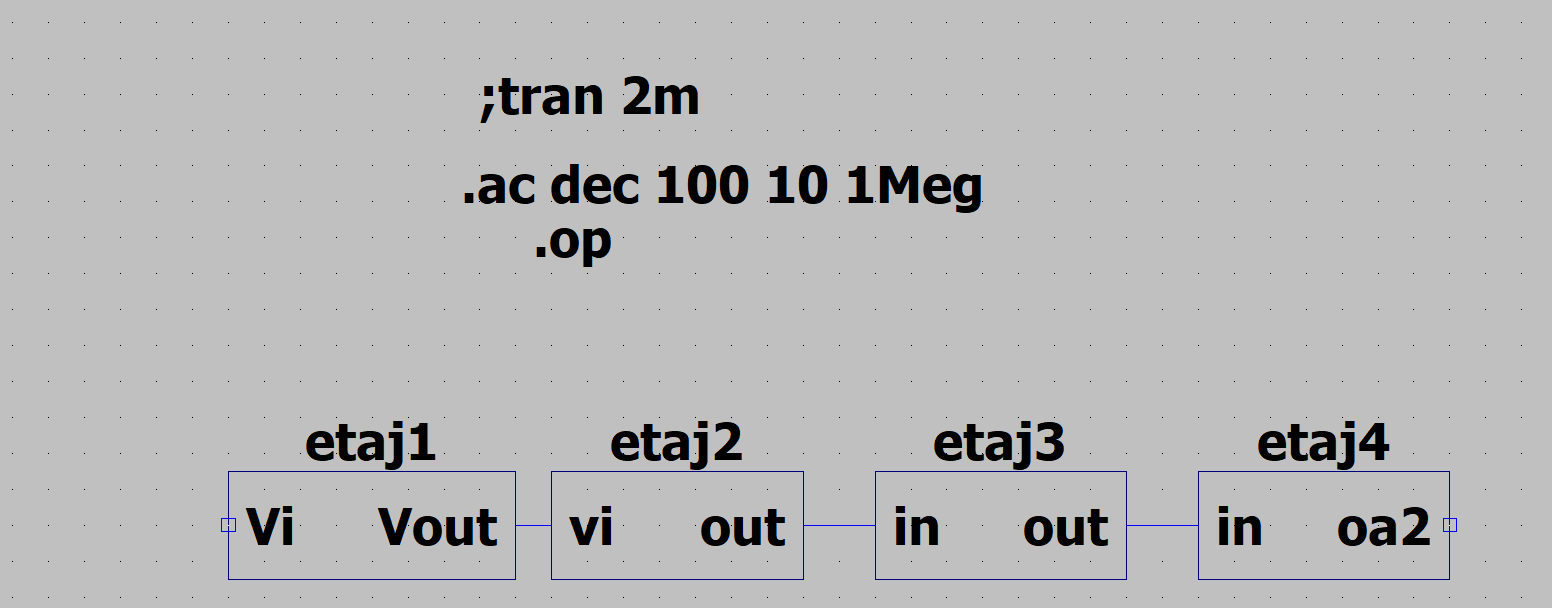 ;tran 2m
.ac dec 100 10 1Meg
.op
etaj1 etaj2 etaj3 etaj4
Vi Vout vi out in out in oa2